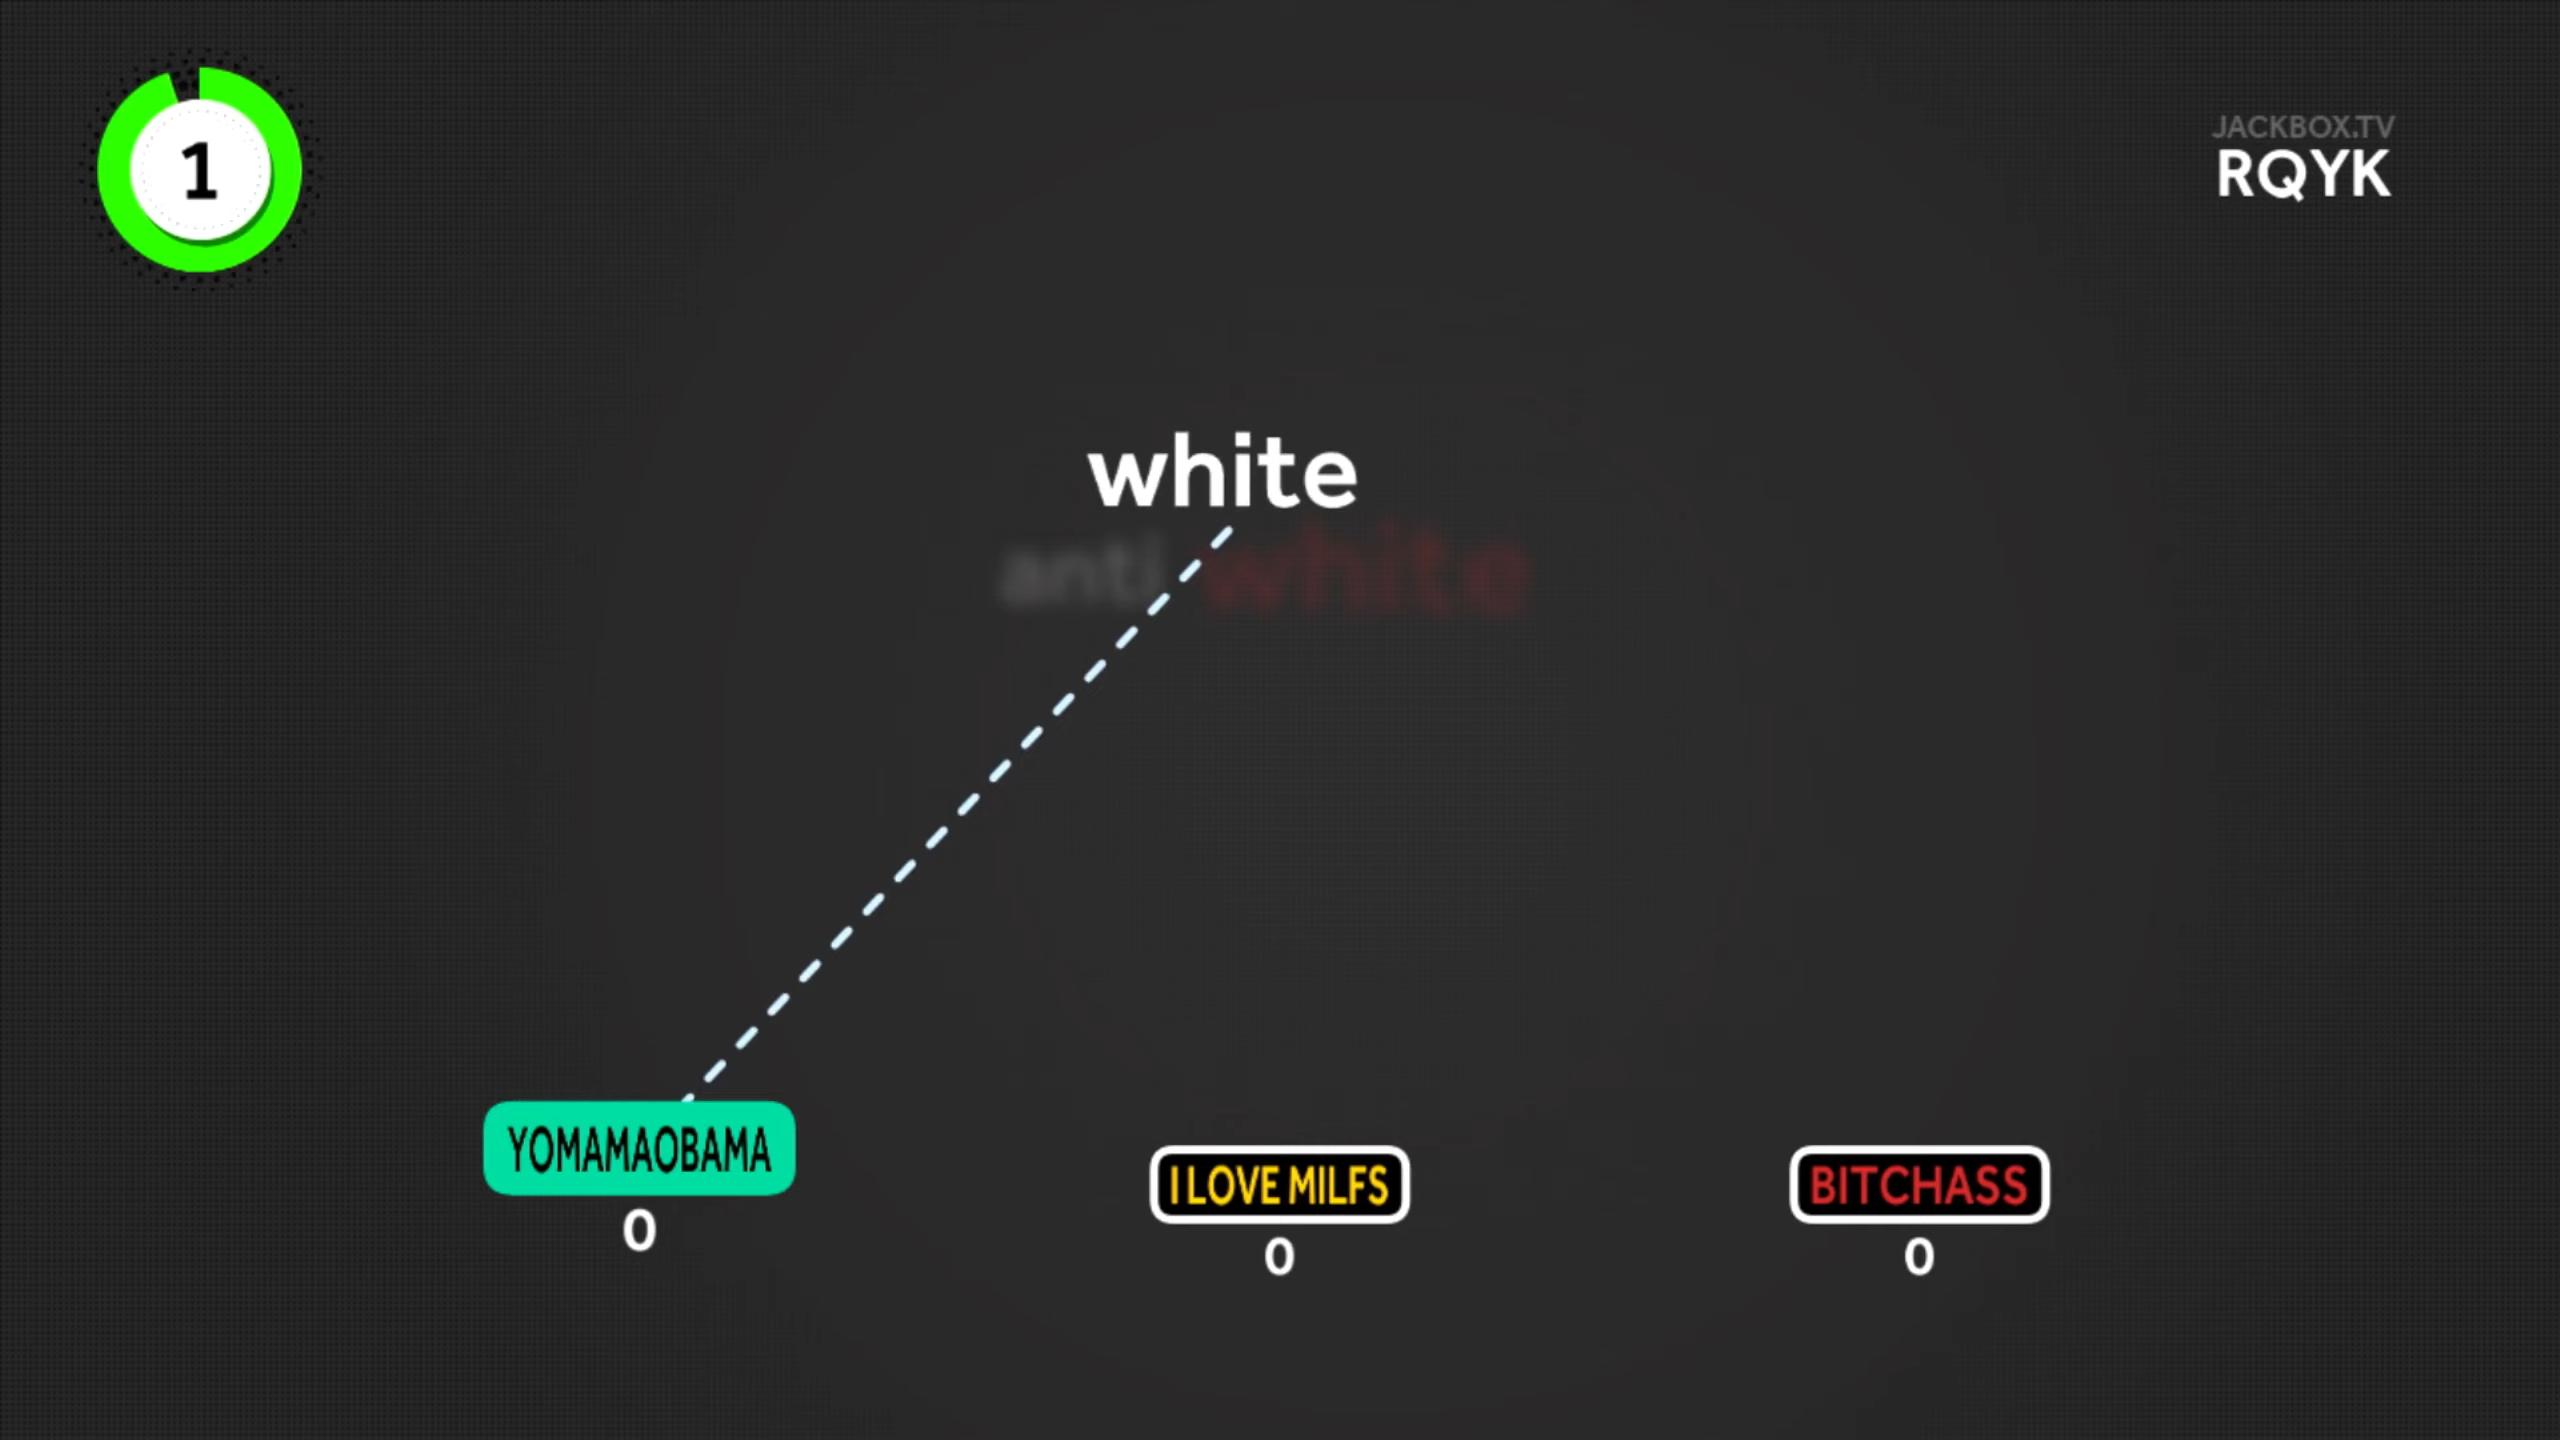 1
JACKBOX.TV
RQYK
white
anti white
YOMAMAOBAMA
0
I LOVE MILFS
0
BITCHASS
0